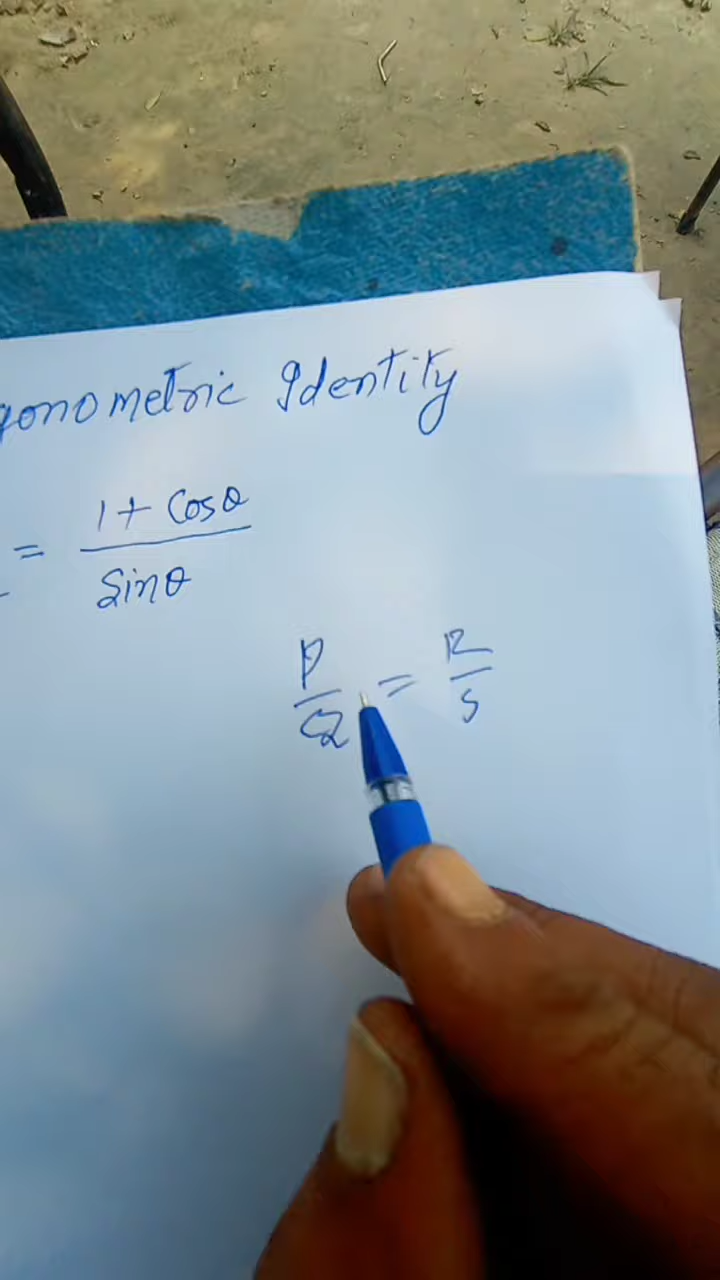 gonometric Identity
= 1 + Cosθ / Sinθ
P / Q = R / S